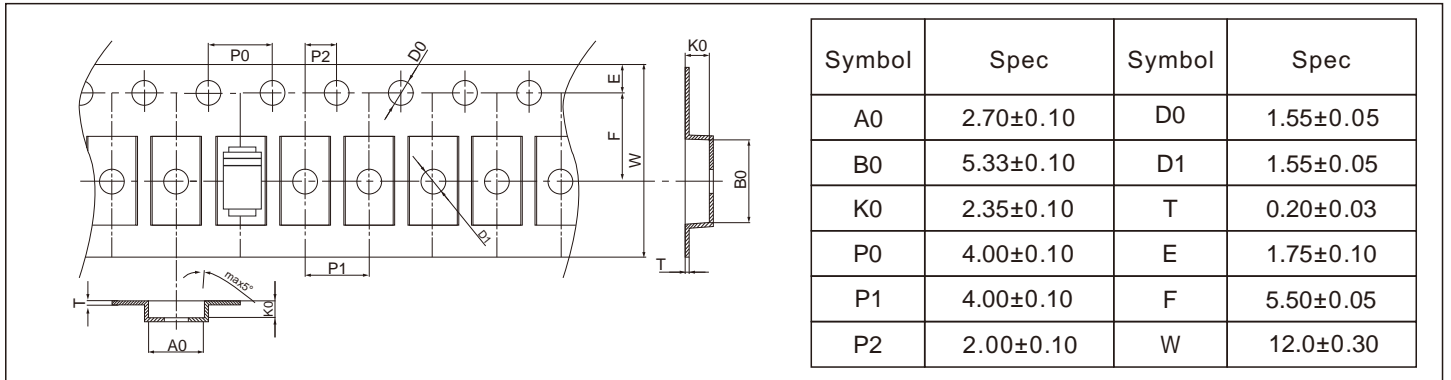 P0
P2
D0
E
F
W
D1
P1
T
max5°
K0
A0
K0
B0
T
Symbol Spec Symbol Spec
A0 2.70±0.10 D0 1.55±0.05
B0 5.33±0.10 D1 1.55±0.05
K0 2.35±0.10 T 0.20±0.03
P0 4.00±0.10 E 1.75±0.10
P1 4.00±0.10 F 5.50±0.05
P2 2.00±0.10 W 12.0±0.30